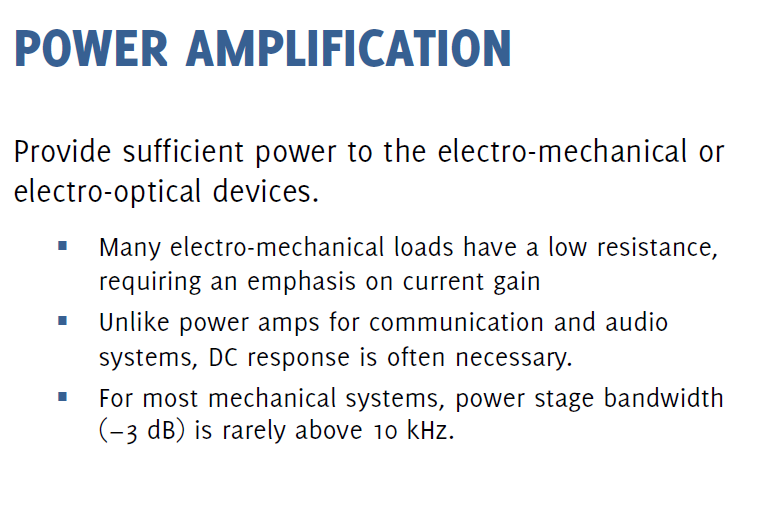 POWER AMPLIFICATION
Provide sufficient power to the electro-mechanical or
electro-optical devices.
▪ Many electro-mechanical loads have a low resistance,
requiring an emphasis on current gain
▪ Unlike power amps for communication and audio
systems, DC response is often necessary.
▪ For most mechanical systems, power stage bandwidth
(−3 dB) is rarely above 10 kHz.